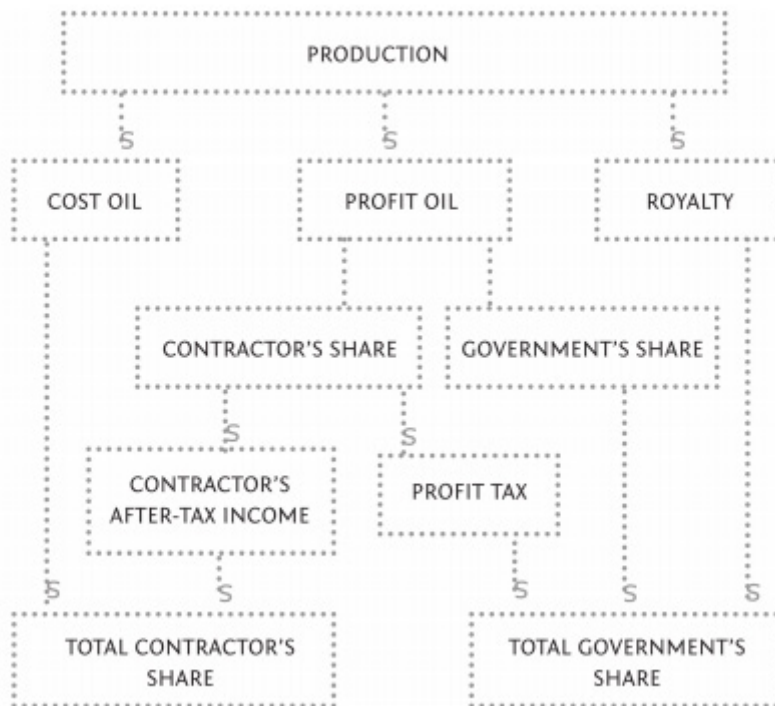 PRODUCTION
S S S
COST OIL PROFIT OIL ROYALTY
CONTRACTOR'S SHARE GOVERNMENT'S SHARE
S S
CONTRACTOR'S
AFTER-TAX INCOME
PROFIT TAX
S S S S S
TOTAL CONTRACTOR'S
SHARE
TOTAL GOVERNMENT'S
SHARE